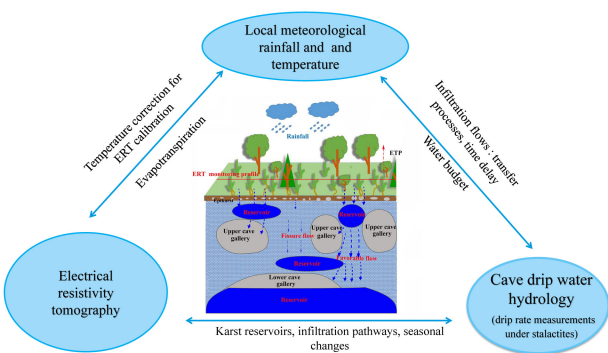 Local meteorological
rainfall and and
temperature
Temperature correction for
ERT calibration
Evapotranspiration
Infiltration flows : transfer
processes, time delay
Water budget
Rainfall
ETP
ERT monitoring profile
Epikarst
Reservoir
Reservoir
Upper cave
gallery
Upper cave
gallery
Upper cave
gallery
Fissure flow
Favorable flow
Reservoir
Lower cave
gallery
Reservoir
Electrical
resistivity
tomography
Cave drip water
hydrology
(drip rate measurements
under stalactites)
Karst reservoirs, infiltration pathways, seasonal
changes